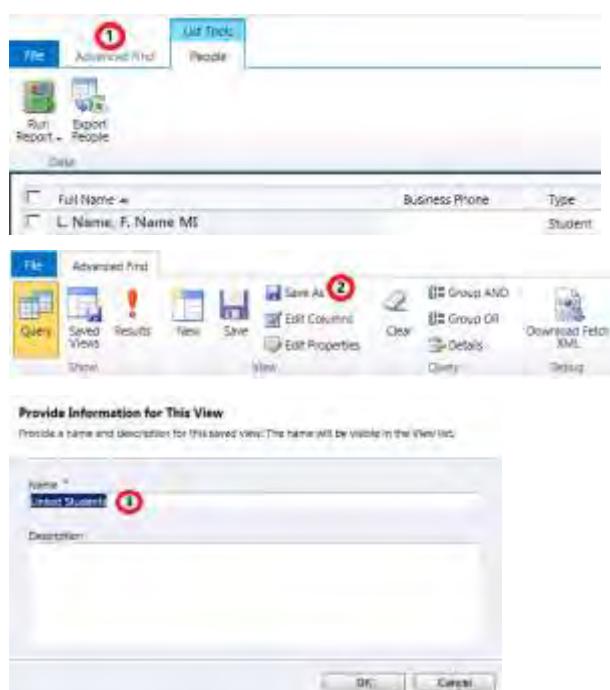 1
List Tools
File Advanced Find People
Run Report Export People
Data
Full Name Business Phone Type
L. Name, F. Name MI Student
File Advanced Find
Save As 2 Group AND
Query Saved Views Results New Save Edit Columns Clear Group OR Download Fetch XML
Edit Properties Details
Show View Query Debug
Provide Information for This View
Provide a name and description for this saved view. The name will be visible in the View list.
Name *
Students
Description
OK Cancel